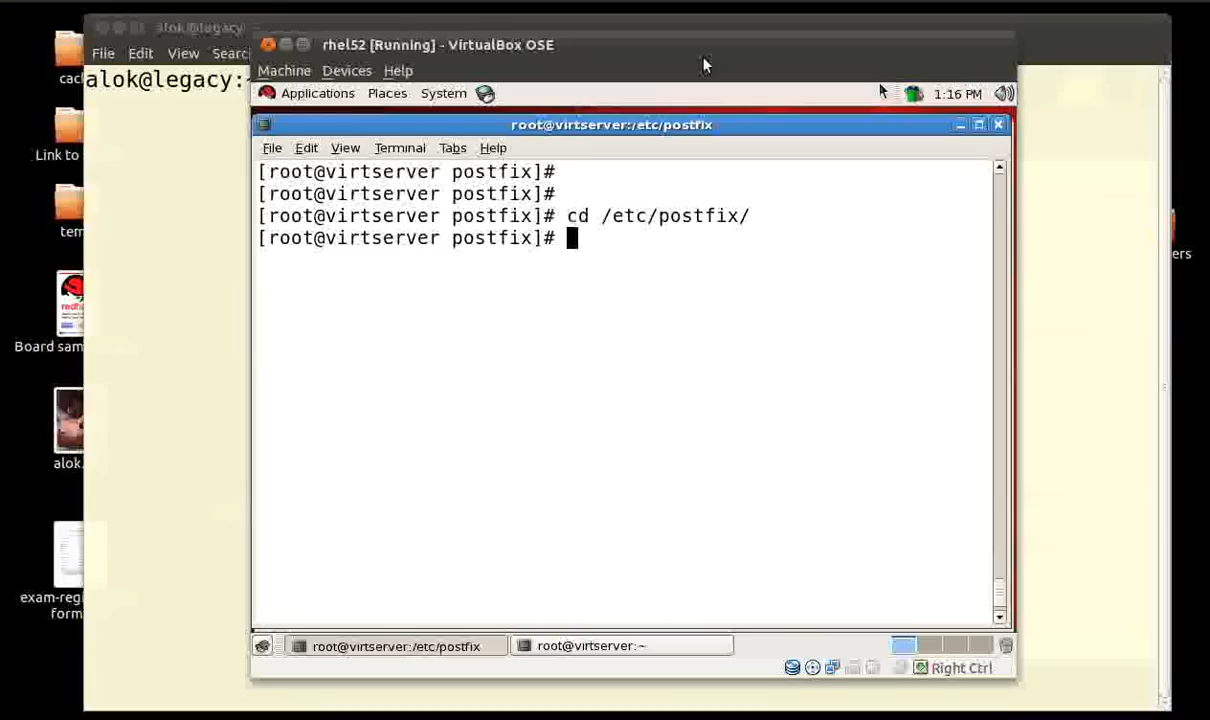 alok@legacy: ~
File Edit View
rhel52 [Running] - VirtualBox OSE
Machine Devices Help
alok@legacy:~
Applications Places System
1:16 PM
root@virtserver:/etc/postfix
File Edit View Terminal Tabs Help
[root@virtserver postfix]#
[root@virtserver postfix]#
[root@virtserver postfix]# cd /etc/postfix/
[root@virtserver postfix]#
Link to
Board sam
alok.
exam-reg
form
root@virtserver:/etc/postfix
root@virtserver:~
Right Ctrl